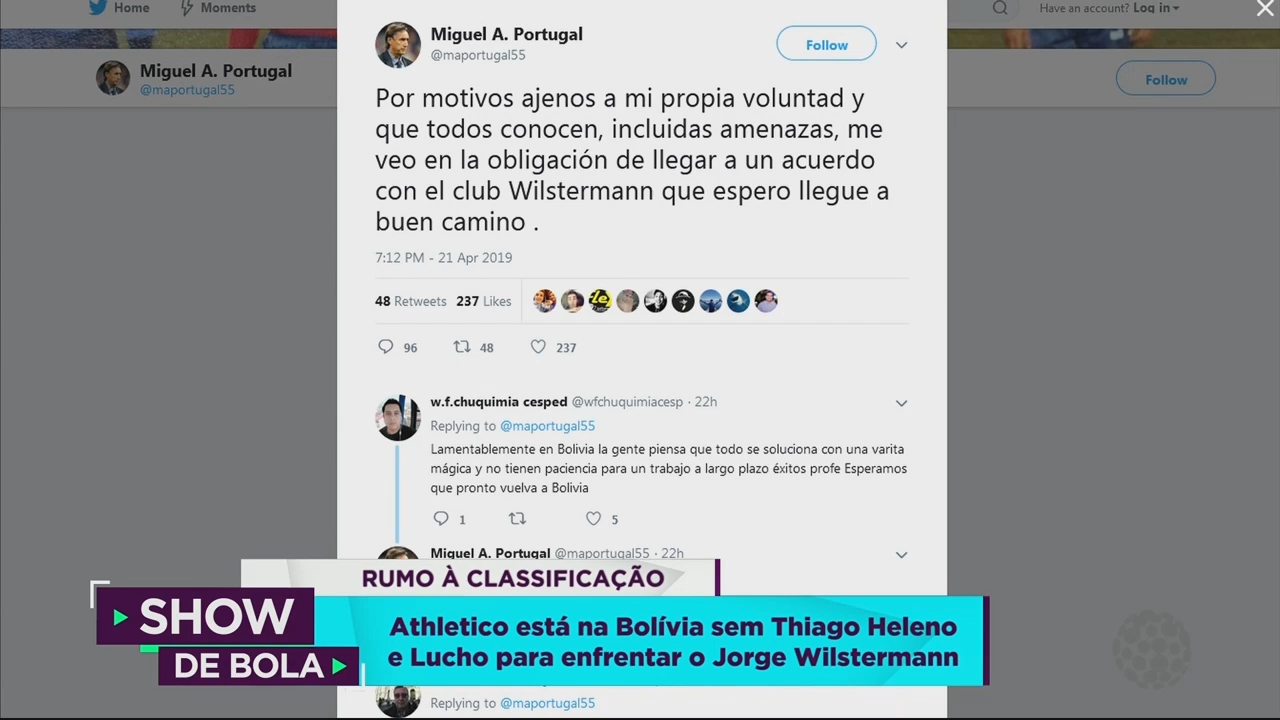 Home
Moments
Have an account? Log in
Miguel A. Portugal
@maportugal55
Follow
Miguel A. Portugal
@maportugal55
Follow
Por motivos ajenos a mi propia voluntad y
que todos conocen, incluidas amenazas, me
veo en la obligación de llegar a un acuerdo
con el club Wilstermann que espero llegue a
buen camino .
7:12 PM - 21 Apr 2019
48 Retweets 237 Likes
96 48 237
w.f.chuquimia cesped @wfchuquimiacesp · 22h
Replying to @maportugal55
Lamentablemente en Bolivia la gente piensa que todo se soluciona con una varita
mágica y no tienen paciencia para un trabajo a largo plazo éxitos profe Esperamos
que pronto vuelva a Bolivia
1 5
Miguel A. Portugal @maportugal55 · 22h
RUMO À CLASSIFICAÇÃO
SHOW
DE BOLA
Athletico está na Bolívia sem Thiago Heleno
e Lucho para enfrentar o Jorge Wilstermann
Replying to @maportugal55